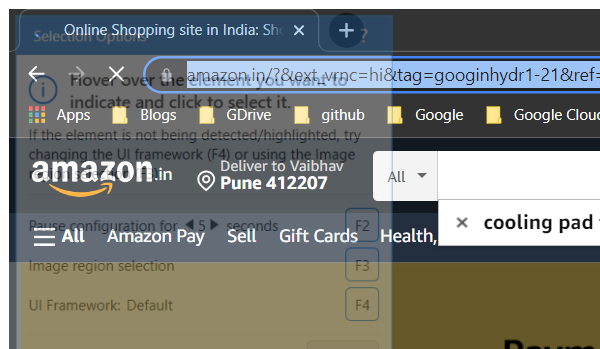 Online Shopping site in India: Sh
Selection Options
?
amazon.in/?&ext_vrnc=hi&tag=googinhydr1-21&ref=
Hover over the element you want to
indicate and click to select it.
Apps Blogs GDrive github Google Google Cloud
If the element is not being detected/highlighted, try
changing the UI framework (F4) or using the Image
region selection
amazon.in
Deliver to Vaibhav
Pune 412207
All
cooling pad
Pause configuration for 5 seconds
F2
All Amazon Pay Sell Gift Cards Health,
Image region selection F3
UI Framework: Default F4